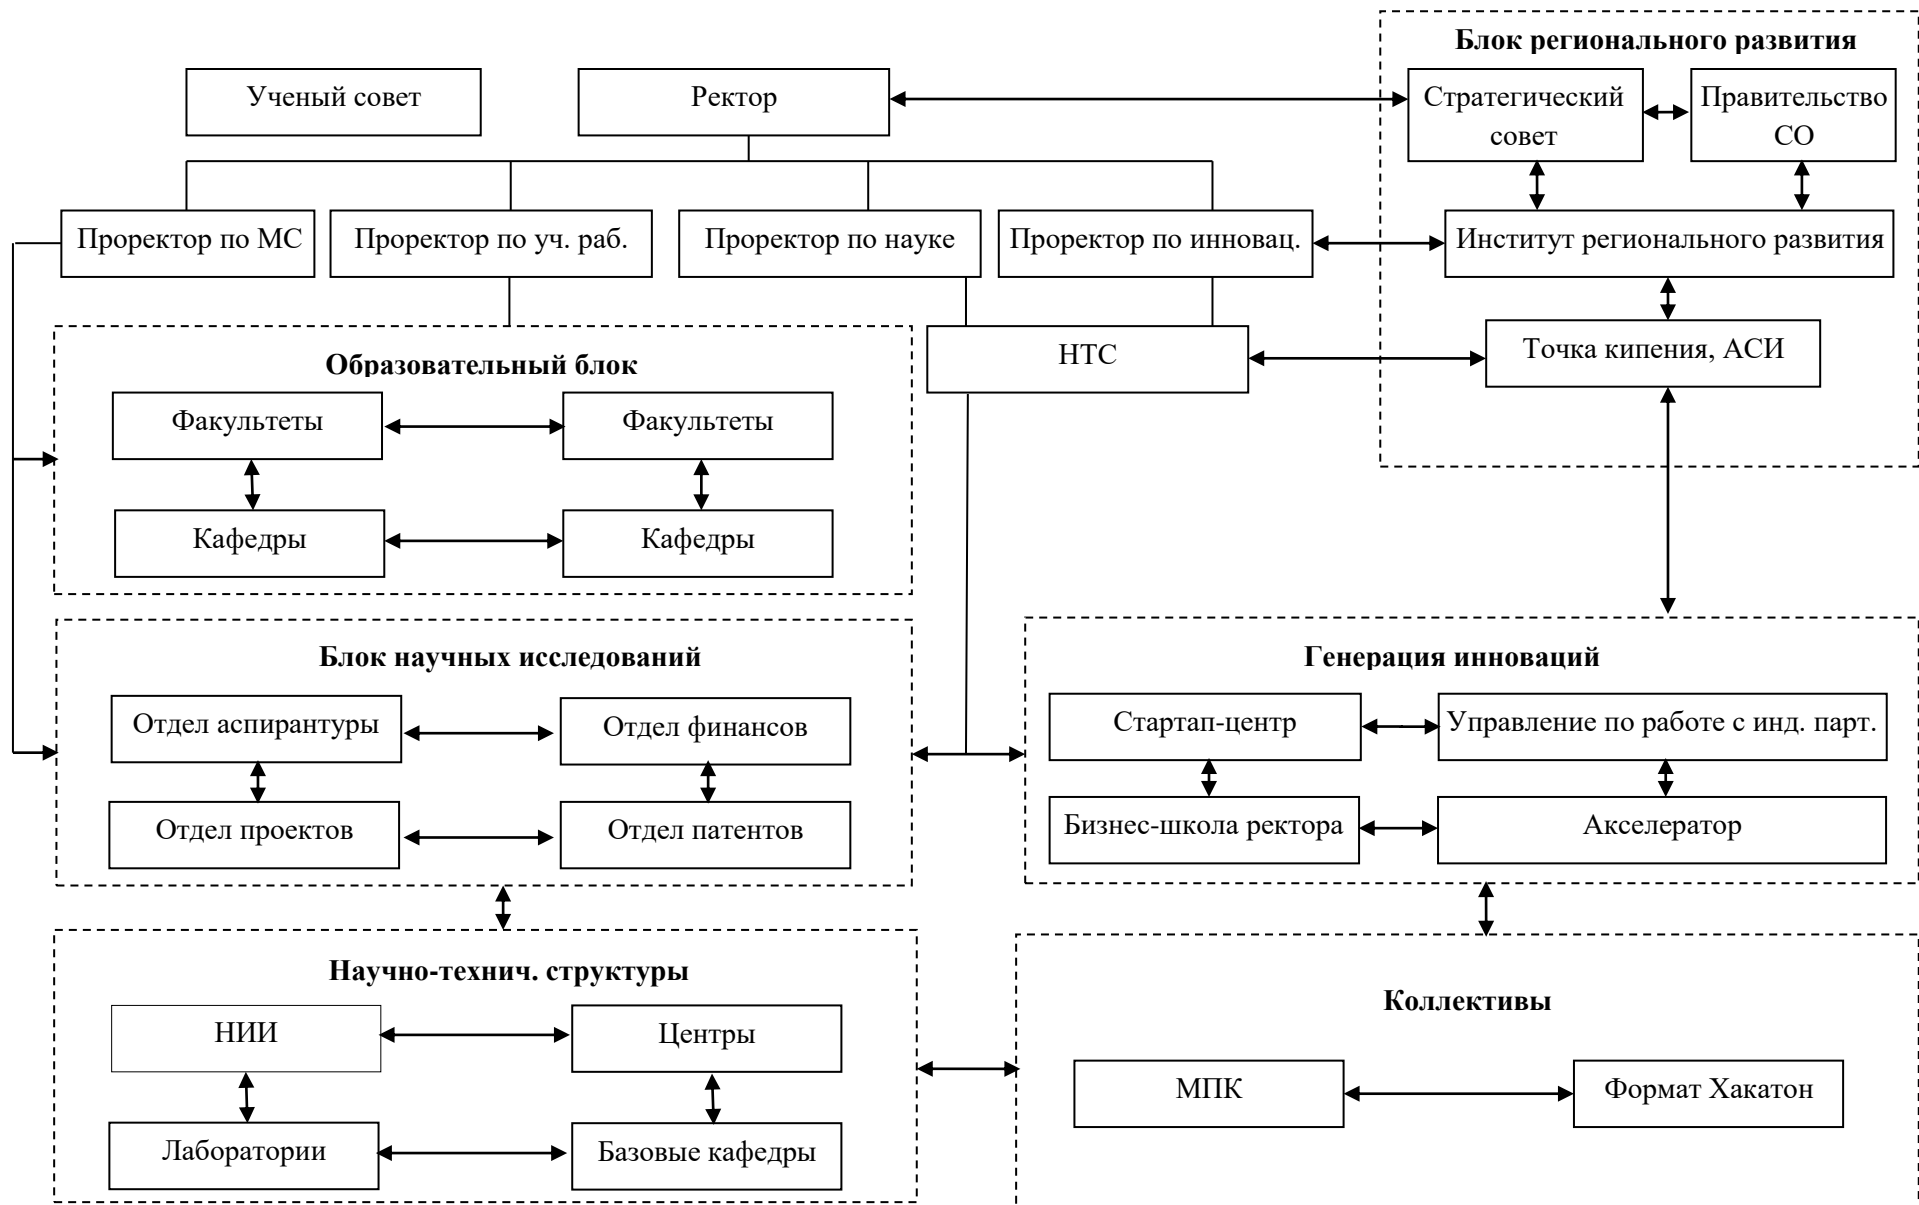 Блок регионального развития
Ученый совет
Ректор
Стратегический
совет
Правительство
СО
Проректор по МС
Проректор по уч. раб.
Проректор по науке
Проректор по инновац.
Институт регионального развития
НТС
Точка кипения, АСИ
Образовательный блок
Факультеты
Факультеты
Кафедры
Кафедры
Блок научных исследований
Отдел аспирантуры
Отдел финансов
Отдел проектов
Отдел патентов
Генерация инноваций
Стартап-центр
Управление по работе с инд. парт.
Бизнес-школа ректора
Акселератор
Научно-технич. структуры
НИИ
Центры
Лаборатории
Базовые кафедры
Коллективы
МПК
Формат Хакатон